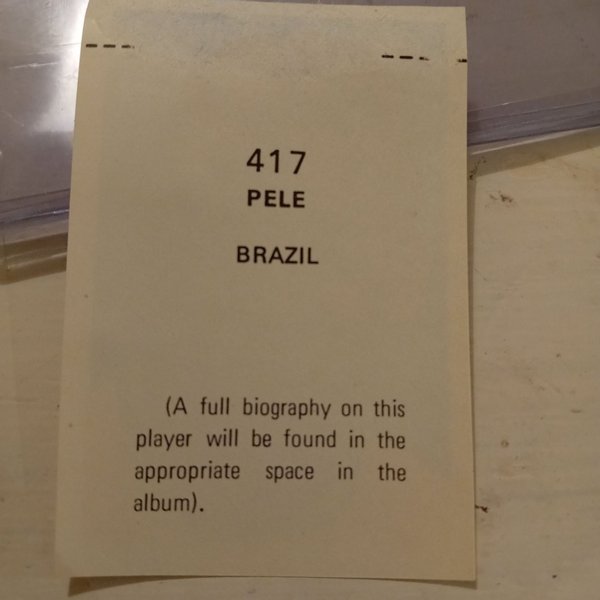 417
PELE
BRAZIL
(A full biography on this
player will be found in the
appropriate space in the
album).